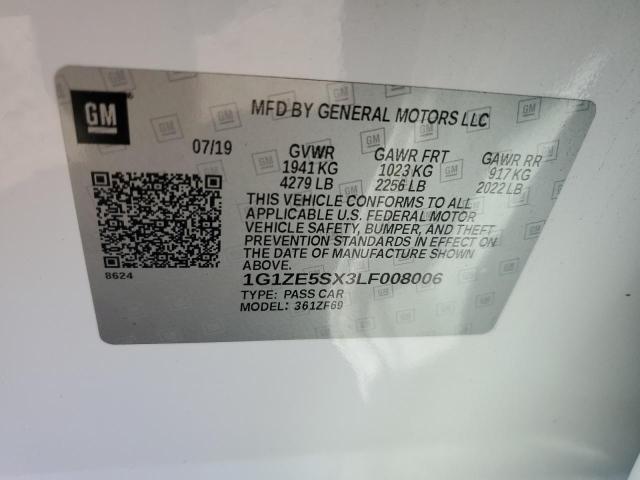 GM
MFD BY GENERAL MOTORS LLC
07/19 GVWR GAWR FRT GAWR RR
1941 KG 1023 KG 917 KG
4279 LB 2256 LB 2022 LB
THIS VEHICLE CONFORMS TO ALL
APPLICABLE U.S. FEDERAL MOTOR
VEHICLE SAFETY, BUMPER, AND THEFT
PREVENTION STANDARDS IN EFFECT ON
THE DATE OF MANUFACTURE SHOWN
ABOVE.
8624
1G1ZE5SX3LF008006
TYPE: PASS CAR
MODEL: 361ZF69